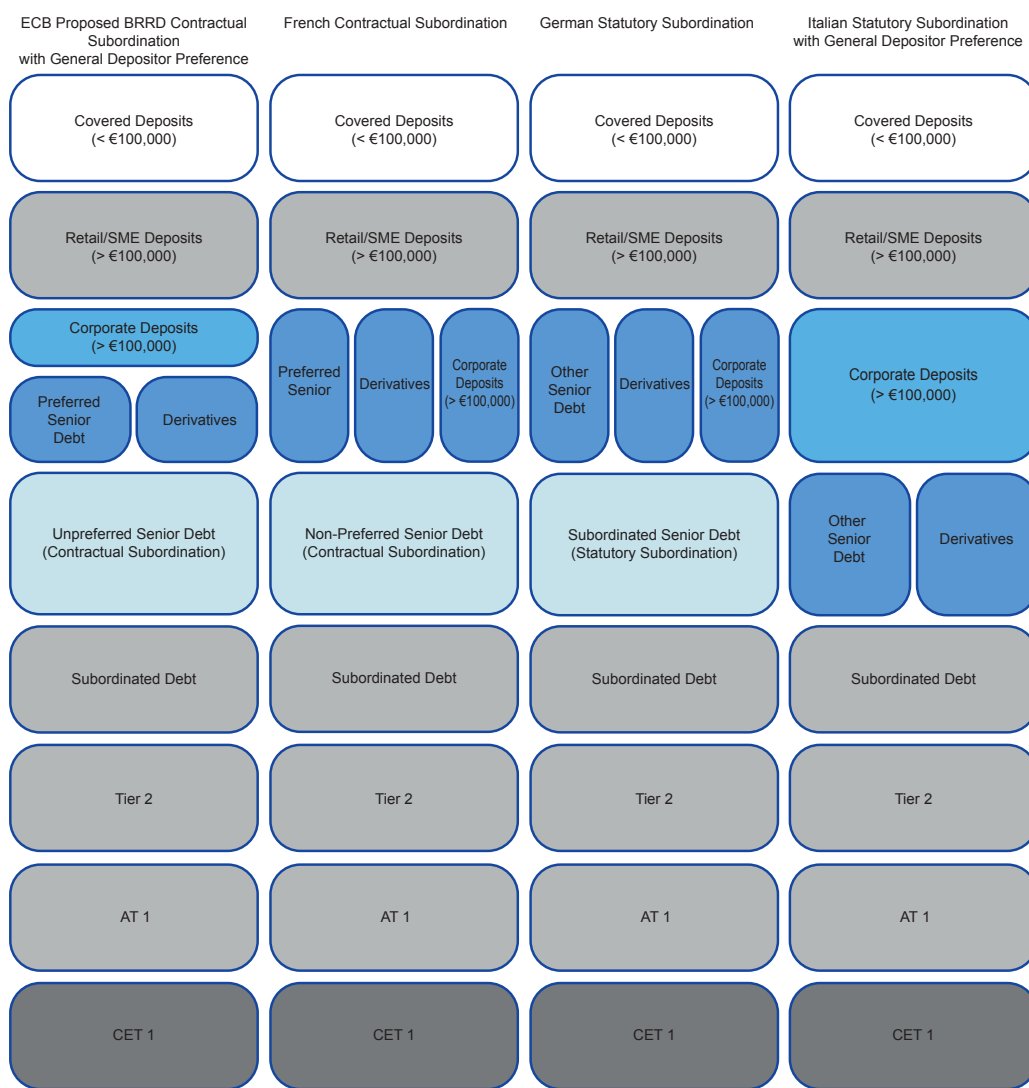 ECB Proposed BRRD Contractual
Subordination
with General Depositor Preference
French Contractual Subordination
German Statutory Subordination
Italian Statutory Subordination
with General Depositor Preference
Covered Deposits
(< €100,000)
Covered Deposits
(< €100,000)
Covered Deposits
(< €100,000)
Covered Deposits
(< €100,000)
Retail/SME Deposits
(> €100,000)
Retail/SME Deposits
(> €100,000)
Retail/SME Deposits
(> €100,000)
Retail/SME Deposits
(> €100,000)
Corporate Deposits
(> €100,000)
Preferred
Senior
Debt
Derivatives
Preferred
Senior
Derivatives
Corporate
Deposits
(> €100,000)
Other
Senior
Debt
Derivatives
Corporate
Deposits
(> €100,000)
Corporate Deposits
(> €100,000)
Unpreferred Senior Debt
(Contractual Subordination)
Non-Preferred Senior Debt
(Contractual Subordination)
Subordinated Senior Debt
(Statutory Subordination)
Other
Senior
Debt
Derivatives
Subordinated Debt
Subordinated Debt
Subordinated Debt
Subordinated Debt
Tier 2
Tier 2
Tier 2
Tier 2
AT 1
AT 1
AT 1
AT 1
CET 1
CET 1
CET 1
CET 1